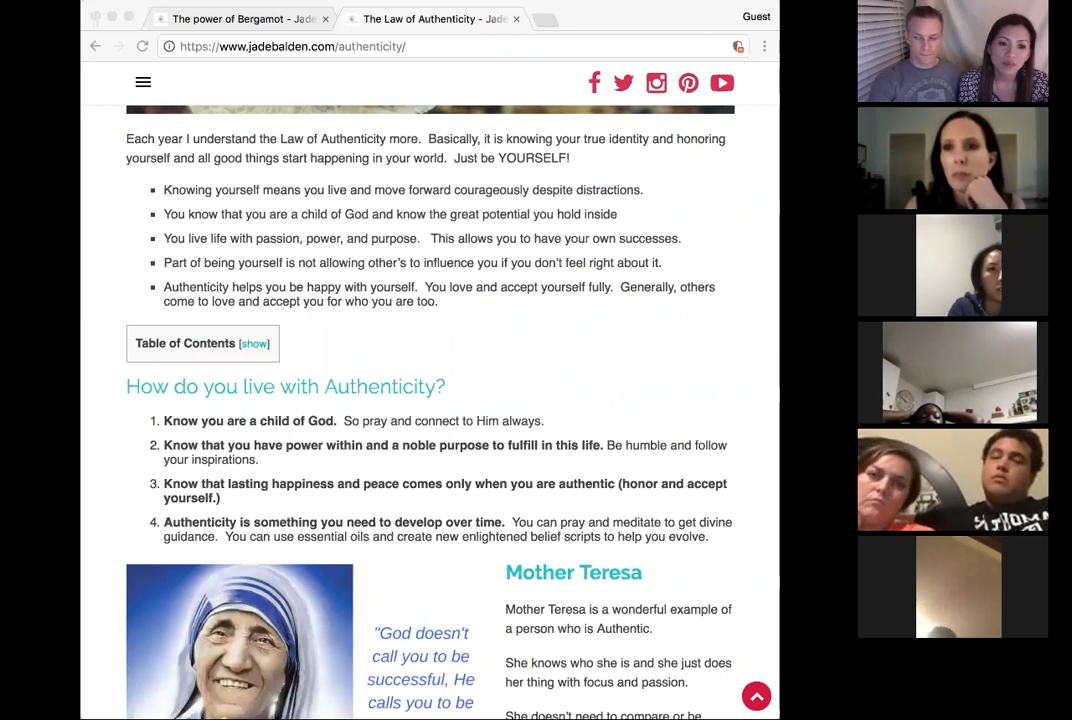 The power of Bergamot - Jade
The Law of Authenticity - Jade
Guest
https://www.jadebalden.com/authenticity/
Each year I understand the Law of Authenticity more. Basically, it is knowing your true identity and honoring
yourself and all good things start happening in your world. Just be YOURSELF!
Knowing yourself means you live and move forward courageously despite distractions.
You know that you are a child of God and know the great potential you hold inside
You live life with passion, power, and purpose. This allows you to have your own successes.
Part of being yourself is not allowing other's to influence you if you don't feel right about it.
Authenticity helps you be happy with yourself. You love and accept yourself fully. Generally, others
come to love and accept you for who you are too.
Table of Contents [show]
How do you live with Authenticity?
1. Know you are a child of God. So pray and connect to Him always.
2. Know that you have power within and a noble purpose to fulfill in this life. Be humble and follow
your inspirations.
3. Know that lasting happiness and peace comes only when you are authentic (honor and accept
yourself.)
4. Authenticity is something you need to develop over time. You can pray and meditate to get divine
guidance. You can use essential oils and create new enlightened belief scripts to help you evolve.
"God doesn't
call you to be
successful, He
calls you to be
Mother Teresa
Mother Teresa is a wonderful example of
a person who is Authentic.
She knows who she is and she just does
her thing with focus and passion.
She doesn't need to compare or be